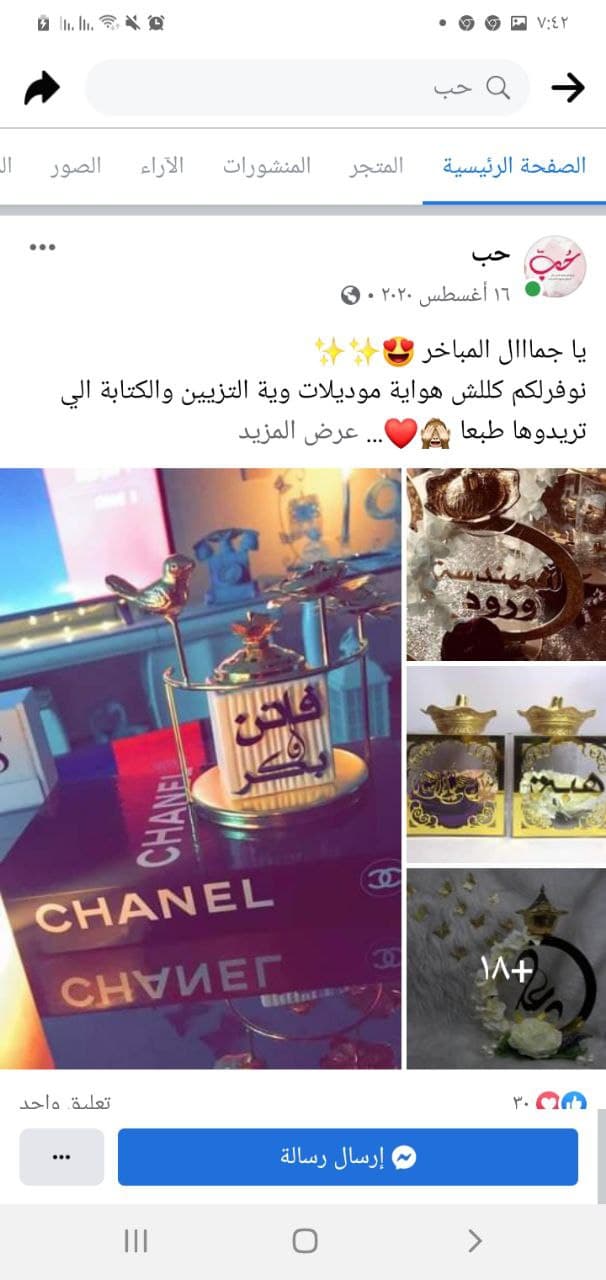 ٧:٤٢
حب
الصفحة الرئيسية
المتجر
المنشورات
الآراء
الصور
حب
١٦ أغسطس ٢٠٢٠ •
يا جمااال المباخر 😍✨✨
نوفرلكم كللش هواية موديلات وية التزيين والكتابة الي
تريدوها طبعا 🙈❤️... عرض المزيد
فاتن
و
بكر
CHANEL
CHANEL
المهندسة
ورود
هبة
+١٨
٣٠
تعليق واحد
إرسال رسالة